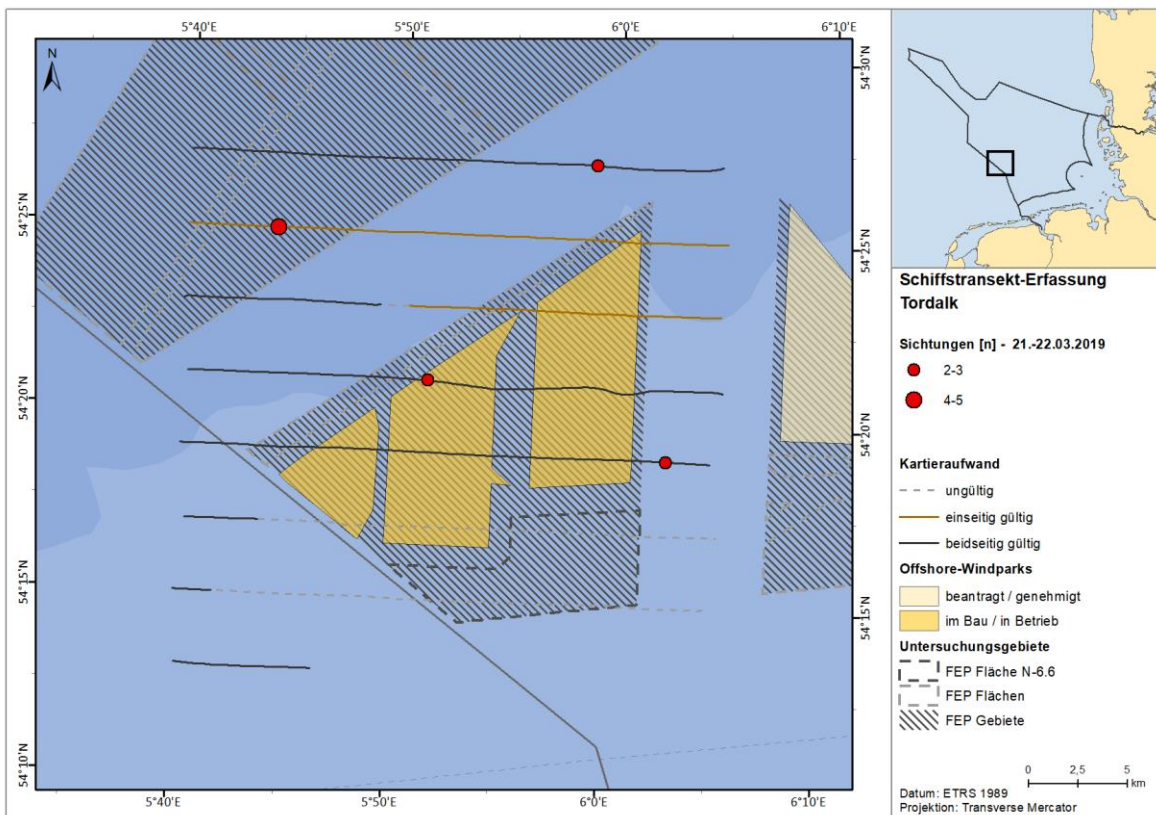 5°40'E
5°50'E
6°0'E
6°10'E
N
54°30'N
54°25'N
54°25'N
54°20'N
54°20'N
54°15'N
54°15'N
54°10'N
5°40'E
5°50'E
6°0'E
6°10'E
Schiffstransekt-Erfassung
Tordalk
Sichtungen [n] - 21.-22.03.2019
2-3
4-5
Kartieraufwand
ungültig
einseitig gültig
beidseitig gültig
Offshore-Windparks
beantragt / genehmigt
im Bau / in Betrieb
Untersuchungsgebiete
FEP Fläche N-6.6
FEP Flächen
FEP Gebiete
0 2,5 5
km
Datum: ETRS 1989
Projektion: Transverse Mercator